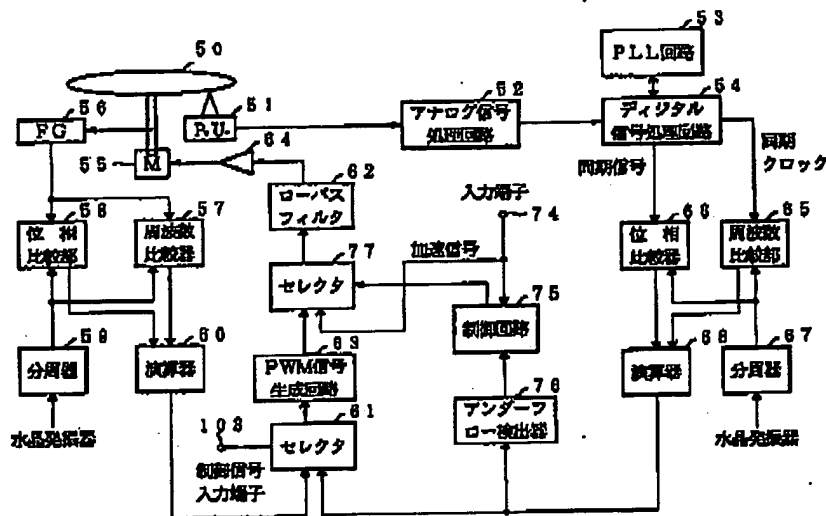 ５０
５３
PLL回路
５６
５２
５４
FG
５１
P.U.
アナログ信号
処理回路
ディジタル
信号処理回路
６４
５５
M
同期信号
同期
クロック
６２
ローパス
フィルタ
入力端子
７４
５８
５７
６５
位相
比較部
周波数
比較器
７７
加速信号
位相
比較器
周波数
比較部
セレクタ
７５
制御回路
５９
６０
６３
６７
分周器
演算器
PWM信号
生成回路
７６
演算器
分周器
６１
アンダーフ
ロー検出器
１０３
水晶発振器
セレクタ
水晶発振器
制御信号
入力端子